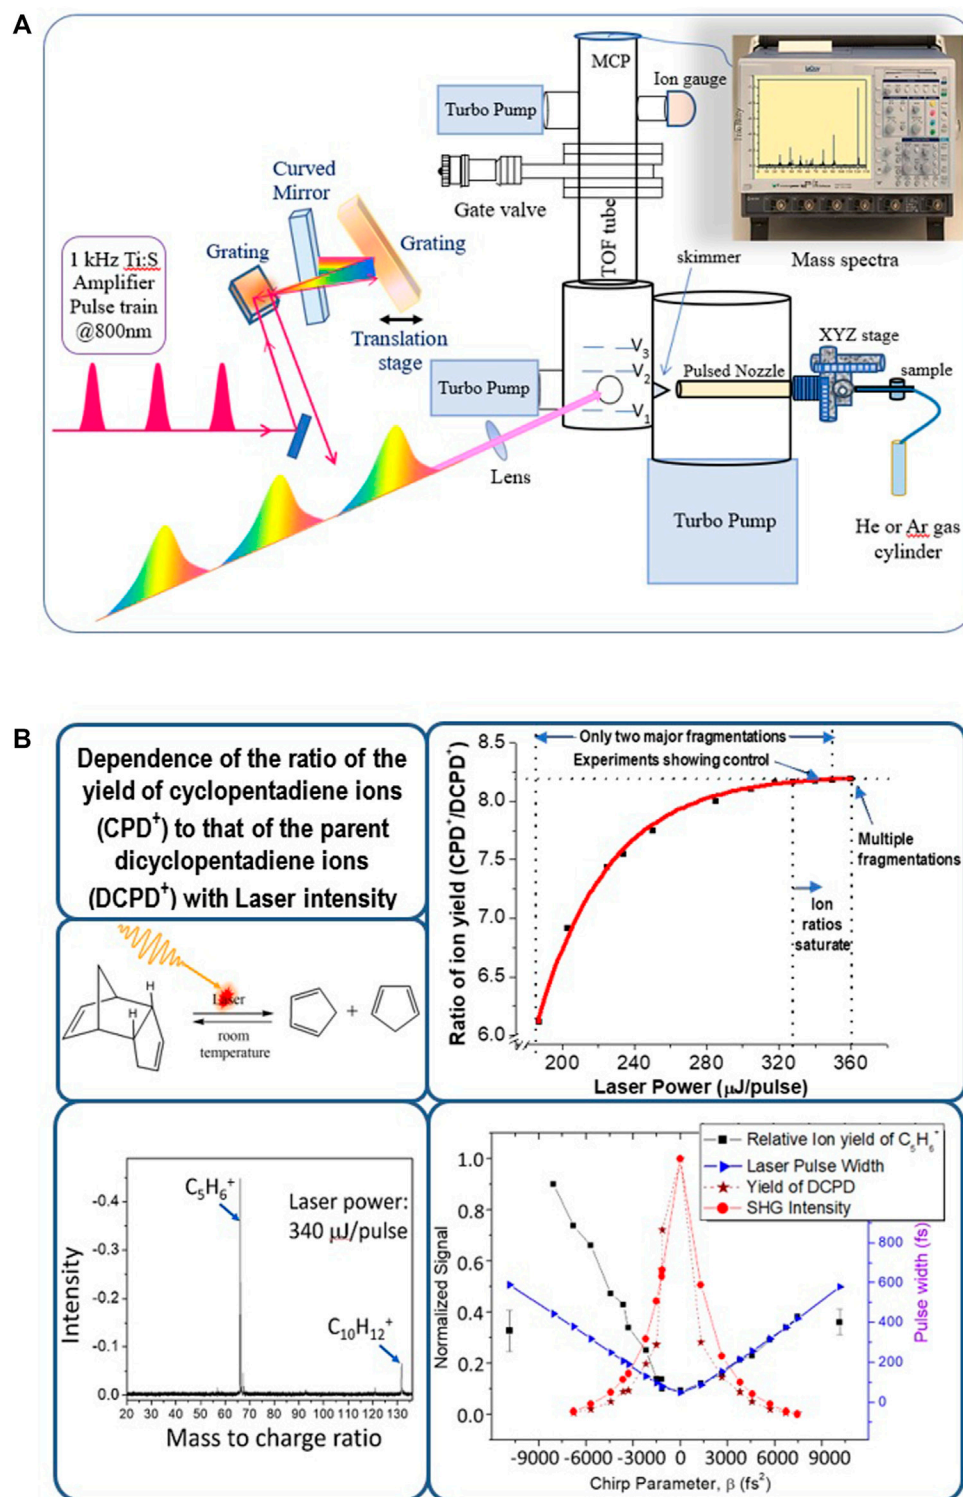 A
MCP
Ion gauge
Turbo Pump
Gate valve
TOF tube
Mass spectra
Curved
Mirror
Grating
Grating
1 kHz Ti:S
Amplifier
Pulse train
@800nm
Translation
stage
skimmer
XYZ stage
V3
V2
V1
Turbo Pump
Pulsed Nozzle
sample
Lens
Turbo Pump
He or Ar gas
cylinder
B
Dependence of the ratio of the
yield of cyclopentadiene ions
(CPD+) to that of the parent
dicyclopentadiene ions
(DCPD+) with Laser intensity
H
H
Laser
room
temperature
+
Ratio of ion yield (CPD+/DCPD+)
8.5
8.0
7.5
7.0
6.5
6.0
Only two major fragmentations
Experiments showing control
Multiple
fragmentations
Ion
ratios
saturate
200 240 280 320 360
Laser Power (μJ/pulse)
Intensity
-0.4
-0.3
-0.2
-0.1
0.0
C5H6+
Laser power:
340 μJ/pulse
C10H12+
20 30 40 50 60 70 80 90 100 110 120 130
Mass to charge ratio
Relative Ion yield of C5H6+
Laser Pulse Width
Yield of DCPD
SHG Intensity
Normalized Signal
1.0
0.8
0.6
0.4
0.2
0.0
800
600
400
200
0
Pulse width (fs)
-9000 -6000 -3000 0 3000 6000 9000
Chirp Parameter, β (fs2)